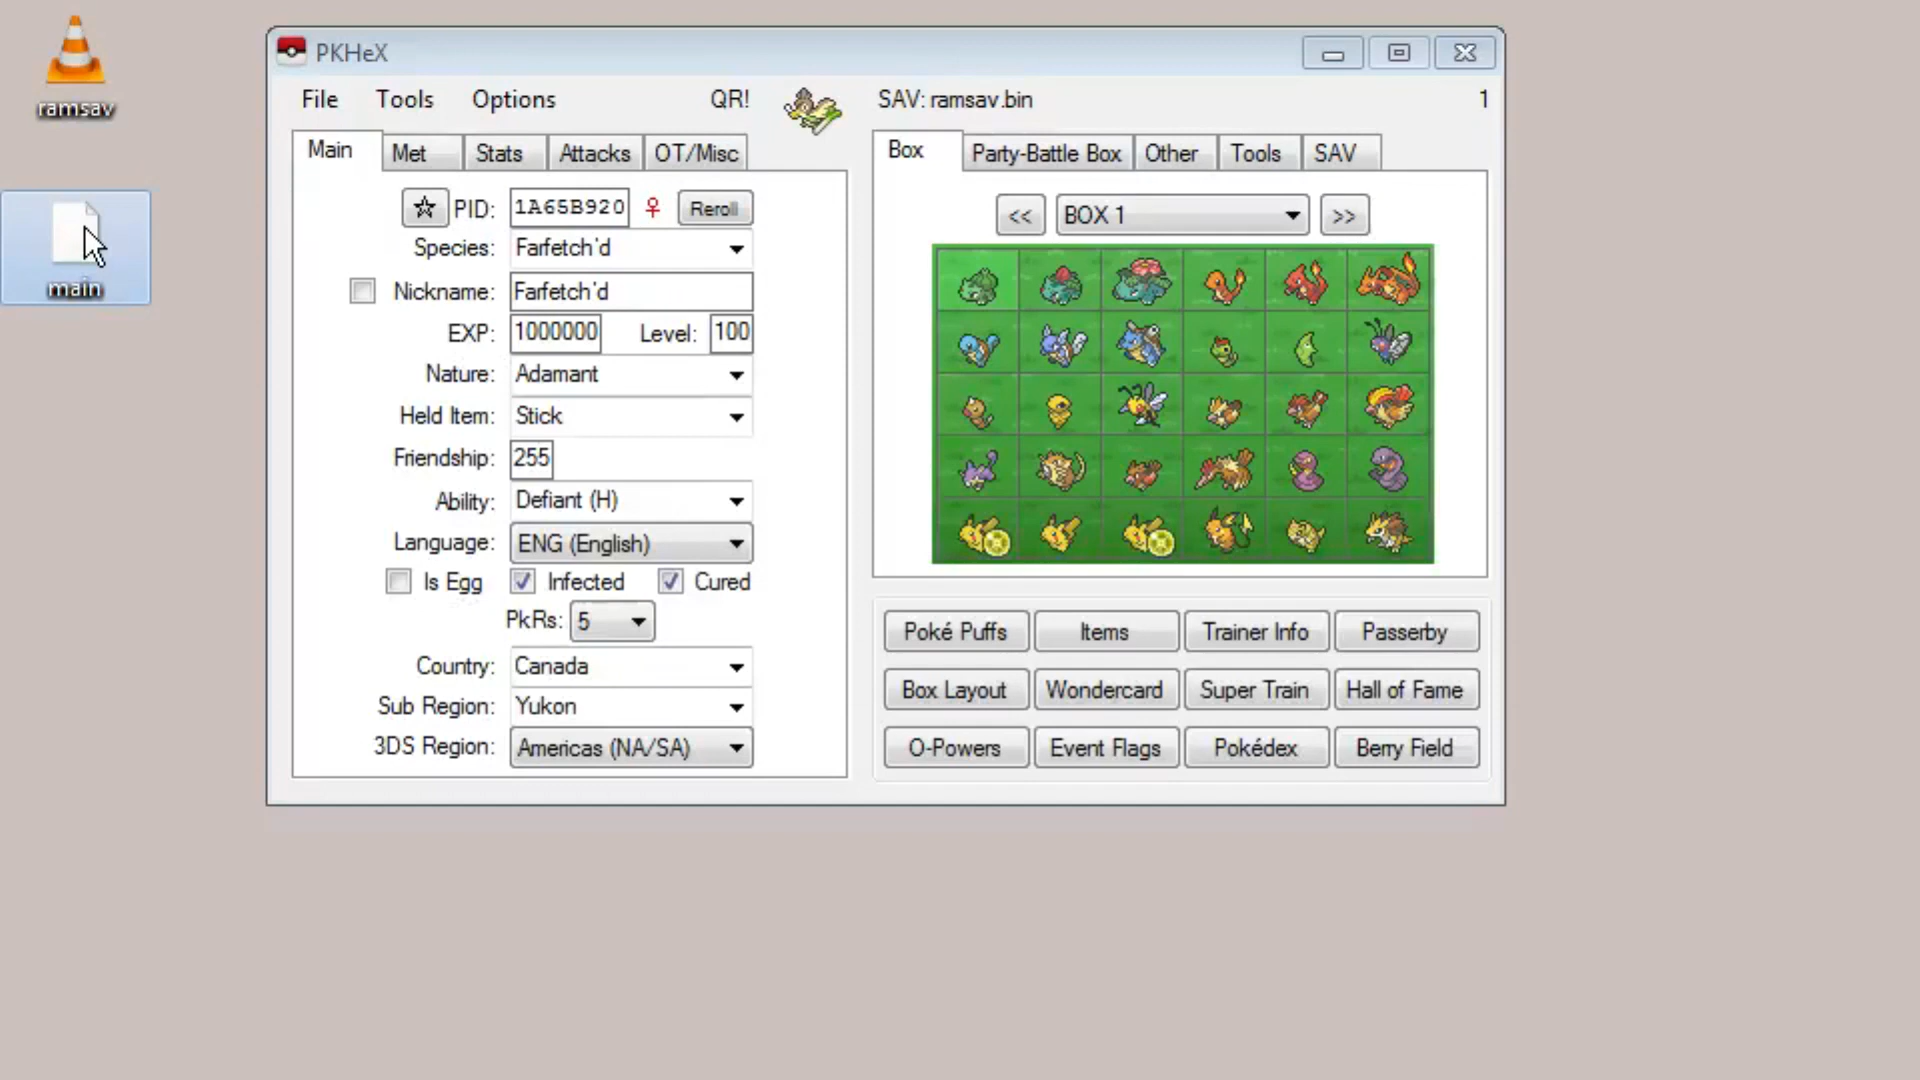 ramsav
main
PKHeX
File Tools Options QR! SAV: ramsav.bin 1
Main Met Stats Attacks OT/Misc
PID: 1A65B920 ♀ Reroll
Species: Farfetch'd
Nickname: Farfetch'd
EXP: 1000000 Level: 100
Nature: Adamant
Held Item: Stick
Friendship: 255
Ability: Defiant (H)
Language: ENG (English)
Is Egg Infected Cured
PkRs: 5
Country: Canada
Sub Region: Yukon
3DS Region: Americas (NA/SA)
Box Party-Battle Box Other Tools SAV
<< BOX 1 >>
Poké Puffs Items Trainer Info Passerby
Box Layout Wondercard Super Train Hall of Fame
O-Powers Event Flags Pokédex Berry Field